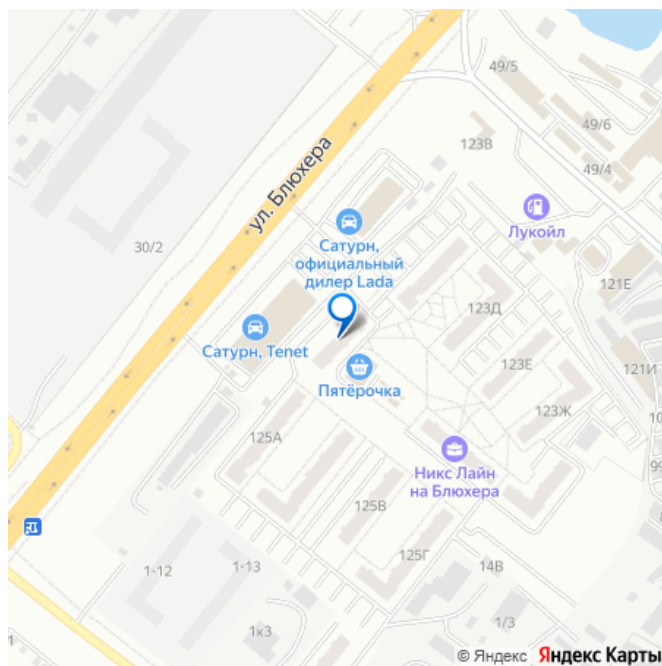 49/5
49/6
49/4
123В
ул. Блюхера
30/2
Лукойл
Сатурн,
официальный
дилер Lada
121Е
123Д
Сатурн, Tenet
123Е
121И
Пятёрочка
123Ж
125А
Никс Лайн
на Блюхера
125В
125Г
14В
1-12
1-13
1/3
1к3
© Яндекс Яндекс Карты